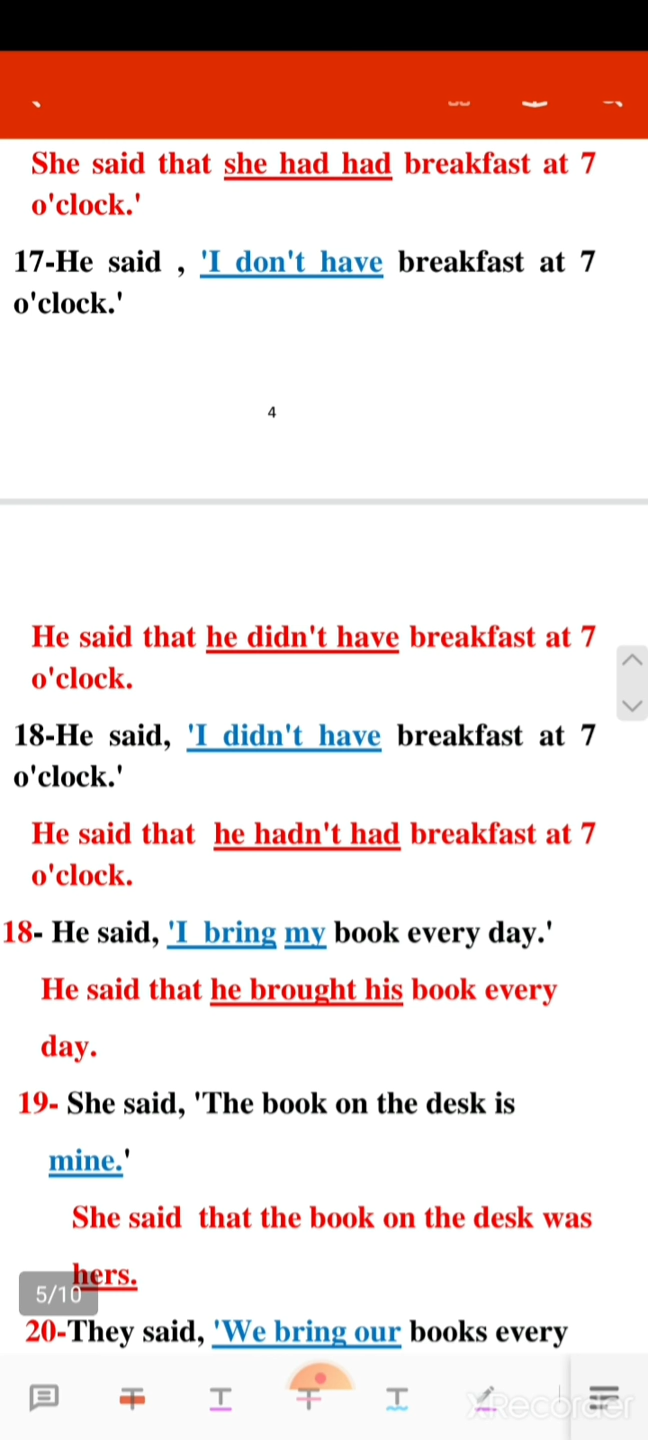 She said that she had had breakfast at 7
o'clock.'
17-He said , 'I don't have breakfast at 7
o'clock.'
4
He said that he didn't have breakfast at 7
o'clock.
18-He said, 'I didn't have breakfast at 7
o'clock.'
He said that he hadn't had breakfast at 7
o'clock.
18- He said, 'I bring my book every day.'
He said that he brought his book every
day.
19- She said, 'The book on the desk is
mine.'
She said that the book on the desk was
hers.
5/10
20-They said, 'We bring our books every
XRecorder